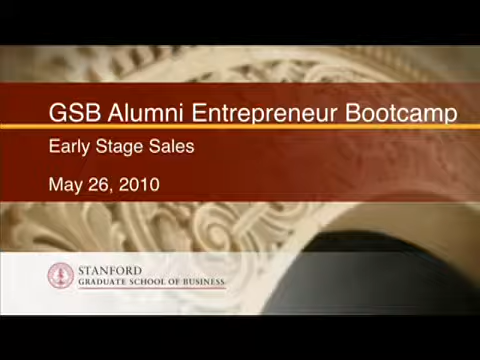 GSB Alumni Entrepreneur Bootcamp
Early Stage Sales
May 26, 2010
STANFORD
GRADUATE SCHOOL OF BUSINESS